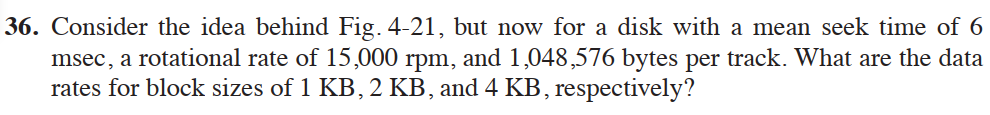 36. Consider the idea behind Fig. 4-21, but now for a disk with a mean seek time of 6
msec, a rotational rate of 15,000 rpm, and 1,048,576 bytes per track. What are the data
rates for block sizes of 1 KB, 2 KB, and 4 KB, respectively?